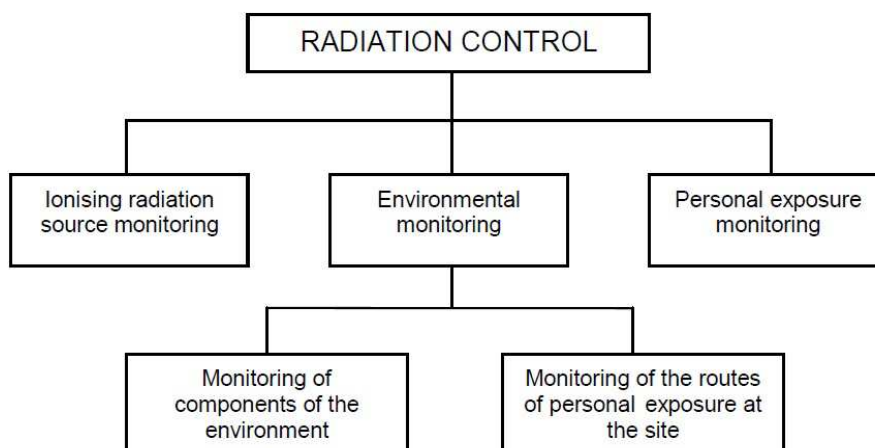 RADIATION CONTROL
Ionising radiation
source monitoring
Environmental
monitoring
Personal exposure
monitoring
Monitoring of
components of the
environment
Monitoring of the routes
of personal exposure at
the site